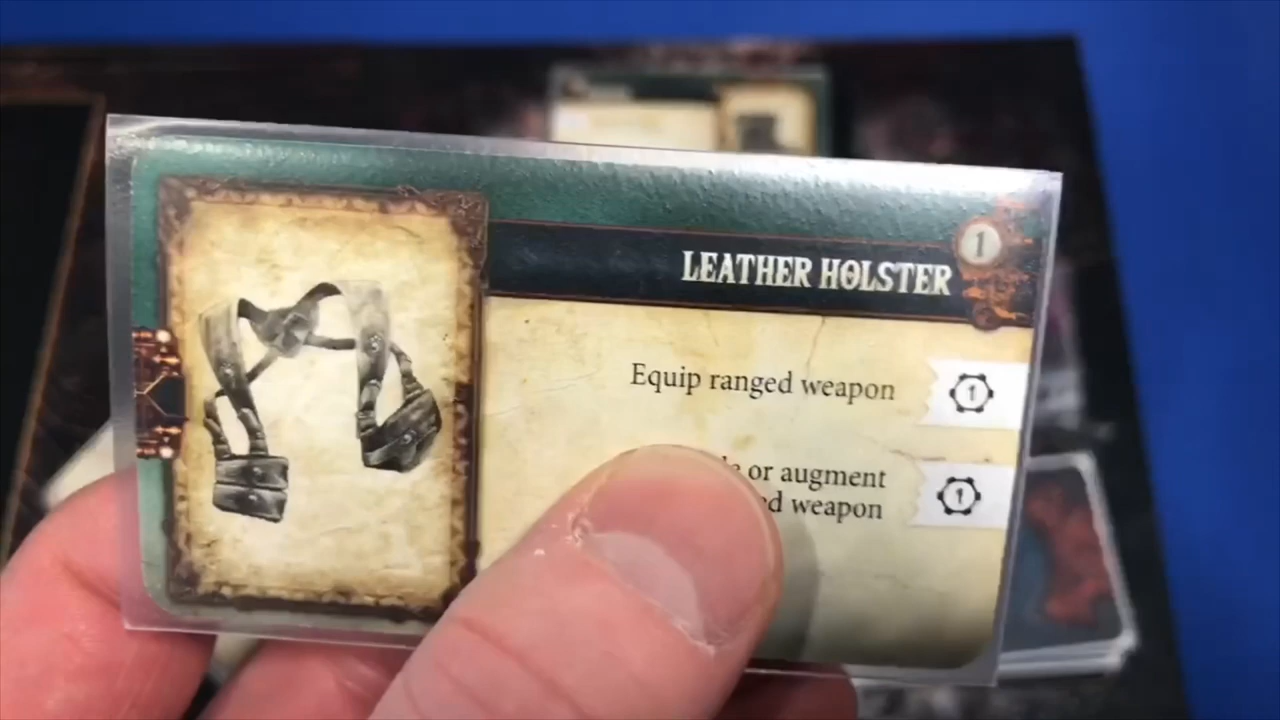 LEATHER HOLSTER
1
Equip ranged weapon
1
or augment
1
weapon